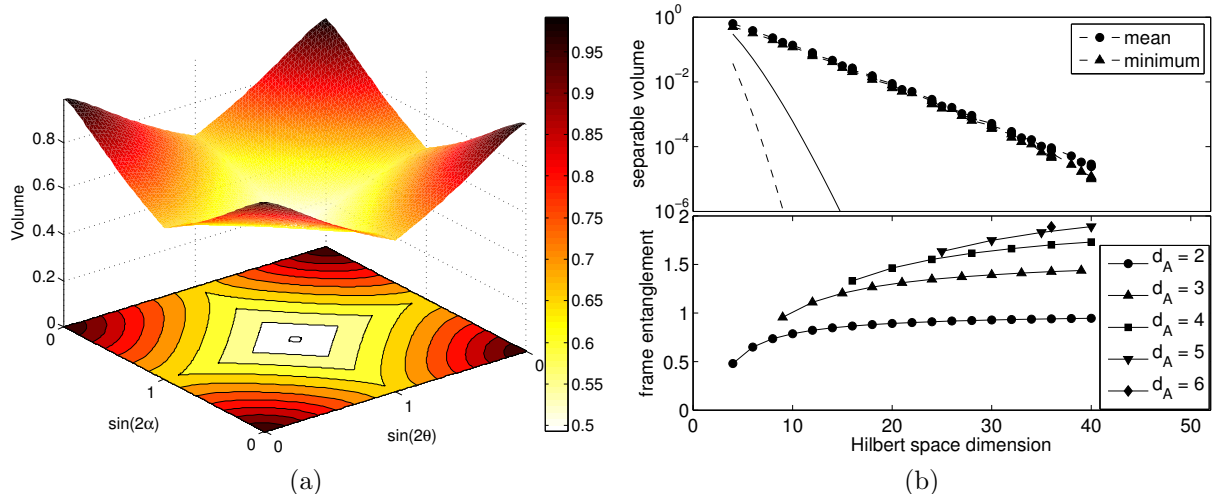 Volume
0.8
0.6
0.4
0.2
0
0
1
0
sin(2α)
0
1
0
sin(2θ)
0.95
0.9
0.85
0.8
0.75
0.7
0.65
0.6
0.55
0.5
(a)
separable volume
10^0
10^-2
10^-4
10^-6
mean
minimum
frame entanglement
2
1.5
1
0.5
0
0
10
20
30
40
50
Hilbert space dimension
d_A = 2
d_A = 3
d_A = 4
d_A = 5
d_A = 6
(b)